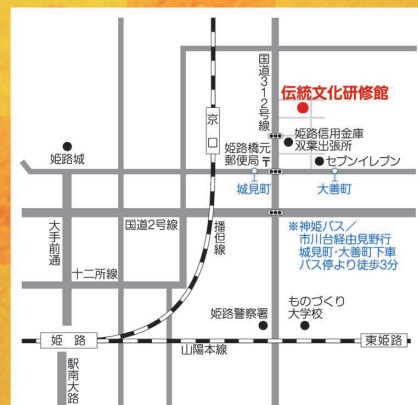 国道312号線
伝統文化研修館
京口
姫路信用金庫
双葉出張所
姫路橋元
郵便局〒
セブンイレブン
姫路城
城見町
大善町
大手前通
国道2号線
播但線
※神姫バス/
市川台経由見野行
城見町・大善町下車
バス停より徒歩3分
十二所線
姫路警察署
ものづくり
大学校
姫路
山陽本線
東姫路
駅南大路